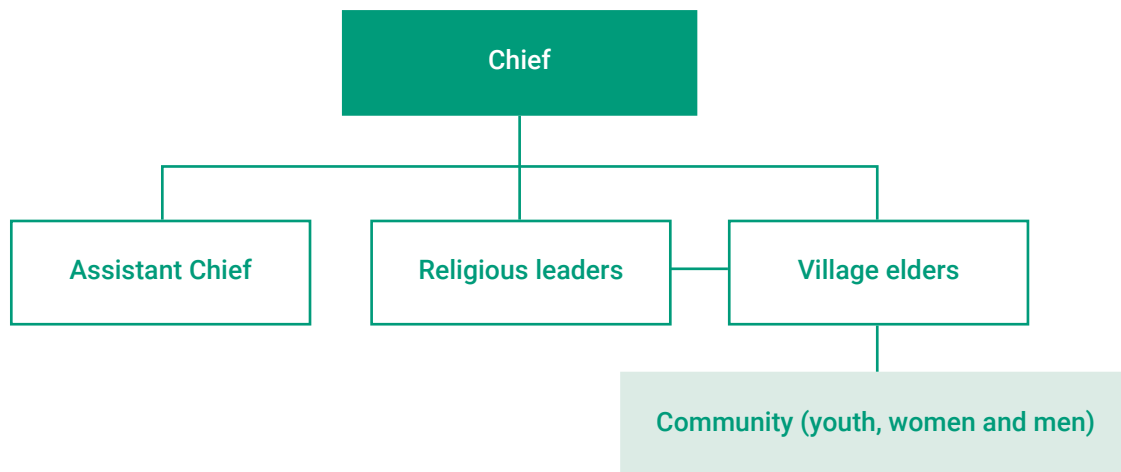 Chief
Assistant Chief
Religious leaders
Village elders
Community (youth, women and men)